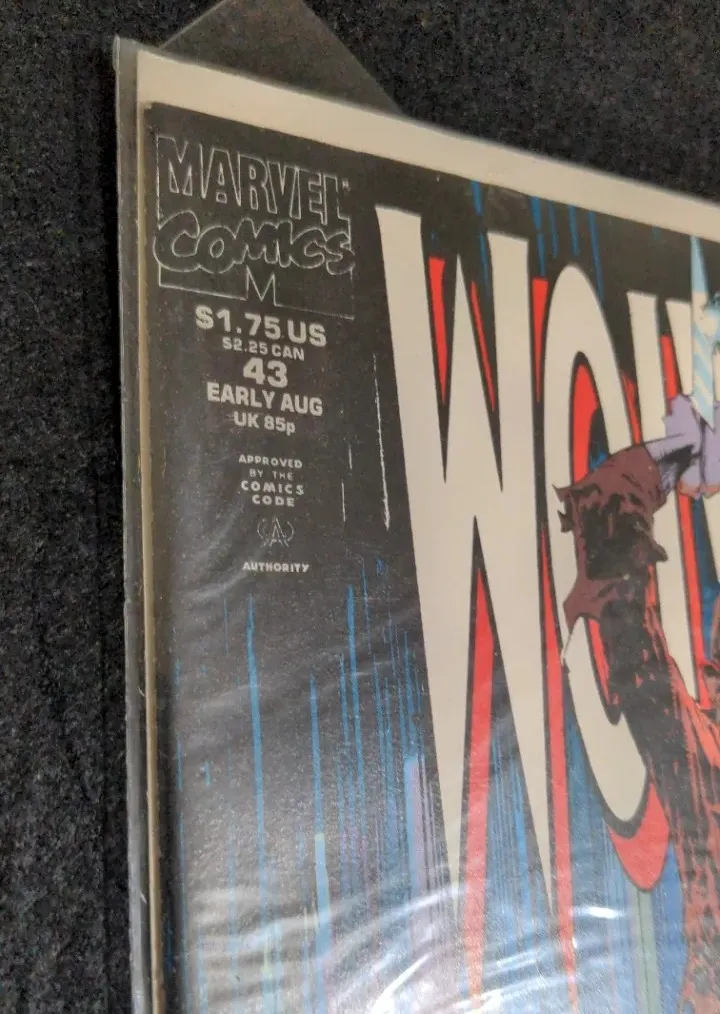 MARVEL
COMICS
M
$1.75 US
$2.25 CAN
43
EARLY AUG
UK 85p
APPROVED
BY THE
COMICS
CODE
A
AUTHORITY